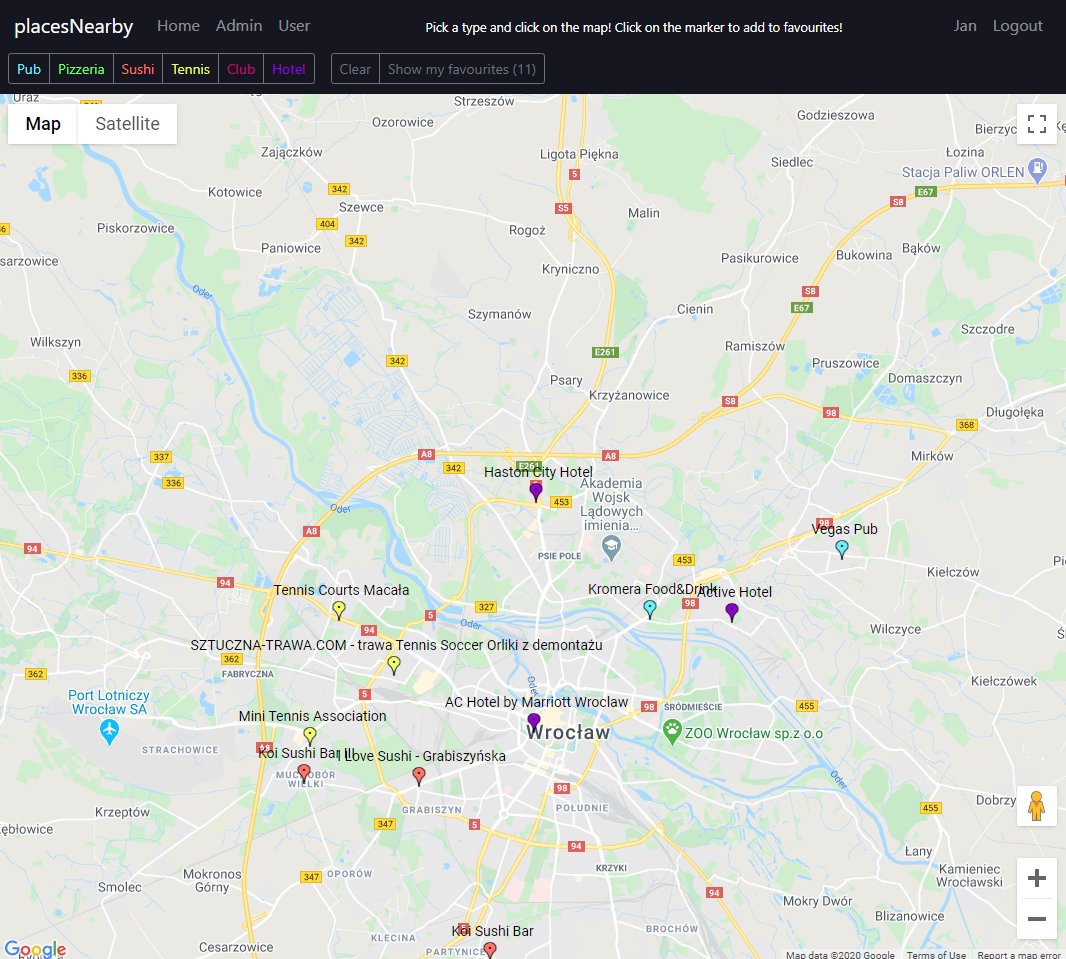 placesNearby Home Admin User Pick a type and click on the map! Click on the marker to add to favourites! Jan Logout
Pub Pizzeria Sushi Tennis Club Hotel Clear Show my favourites (11)
Map Satellite
Uraz
Strzeszów
Godzieszowa
Ozorowice
Zajączków
Ligota Piękna
Siedlec
Łozina
Stacja Paliw ORLEN
5
E67
S8
Kotowice
342
Szewce
S5
Malin
404
Piskorzowice
Rogoż
342
Paniowice
Bąków
Bukowina
Pasikurowice
Kryniczno
Oder
S8
E67
Cienin
Szymanów
Szczodre
Wilkszyn
Ramiszów
E261
342
Pruszowice
336
Psary
Domaszczyn
Krzyżanowice
S8
98
Długołęka
368
A8
A8
337
342
E261
Mirków
Haston City Hotel
336
Akademia
Wojsk
Lądowych
imienia...
453
Oder
98
Vegas Pub
A8
94
PSIE POLE
453
Kiełczów
94
Tennis Courts Macała
Kromera Food&Drink
Active Hotel
98
327
5
Oder
94
Wilczyce
SZTUCZNA-TRAWA.COM - trawa Tennis Soccer Orliki z demontażu
362
362
FABRYCZNA
Kiełczówek
Port Lotniczy
Wrocław SA
5
AC Hotel by Marriott Wroclaw
98
ŚRÓDMIEŚCIE
455
Mini Tennis Association
Wrocław
ZOO Wrocław sp.z o.o
STRACHOWICE
Koi Sushi Bar III
I Love Sushi - Grabiszyńska
MUCHOBÓR
WIELKI
Oder
98
GRABISZYN
POŁUDNIE
455
Krzeptów
347
5
94
Łany
KRZYKI
Kamieniec
Wrocławski
Mokronos
Górny
347
OPORÓW
Smolec
94
Mokry Dwór
Blizanowice
BROCHÓW
Koi Sushi Bar
KLECINA
Cesarzowice
PARTYNICE
Google
Map data ©2020 Google Terms of Use Report a map error